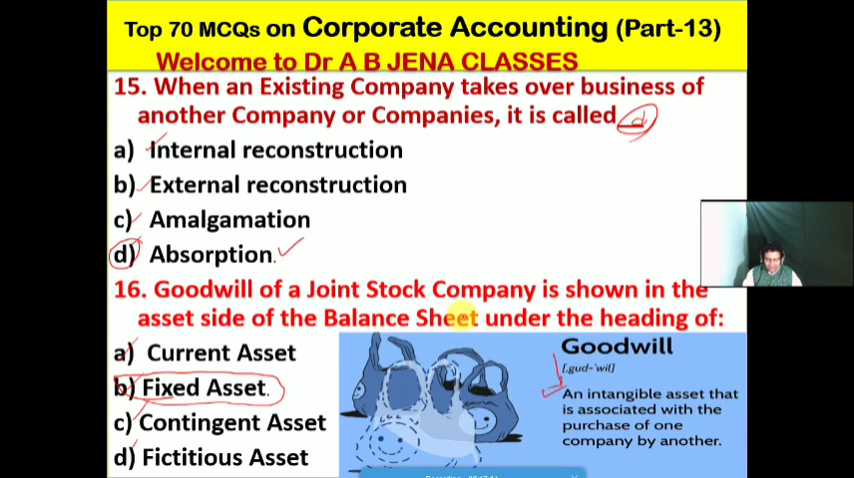 Top 70 MCQs on Corporate Accounting (Part-13)
Welcome to Dr A B JENA CLASSES
15. When an Existing Company takes over business of
another Company or Companies, it is called __ d
a) Internal reconstruction
b) External reconstruction
c) Amalgamation
d) Absorption.
16. Goodwill of a Joint Stock Company is shown in the
asset side of the Balance Sheet under the heading of:
a) Current Asset
b) Fixed Asset.
c) Contingent Asset
d) Fictitious Asset
Goodwill
[.gud-'wil]
An intangible asset that
is associated with the
purchase of one
company by another.